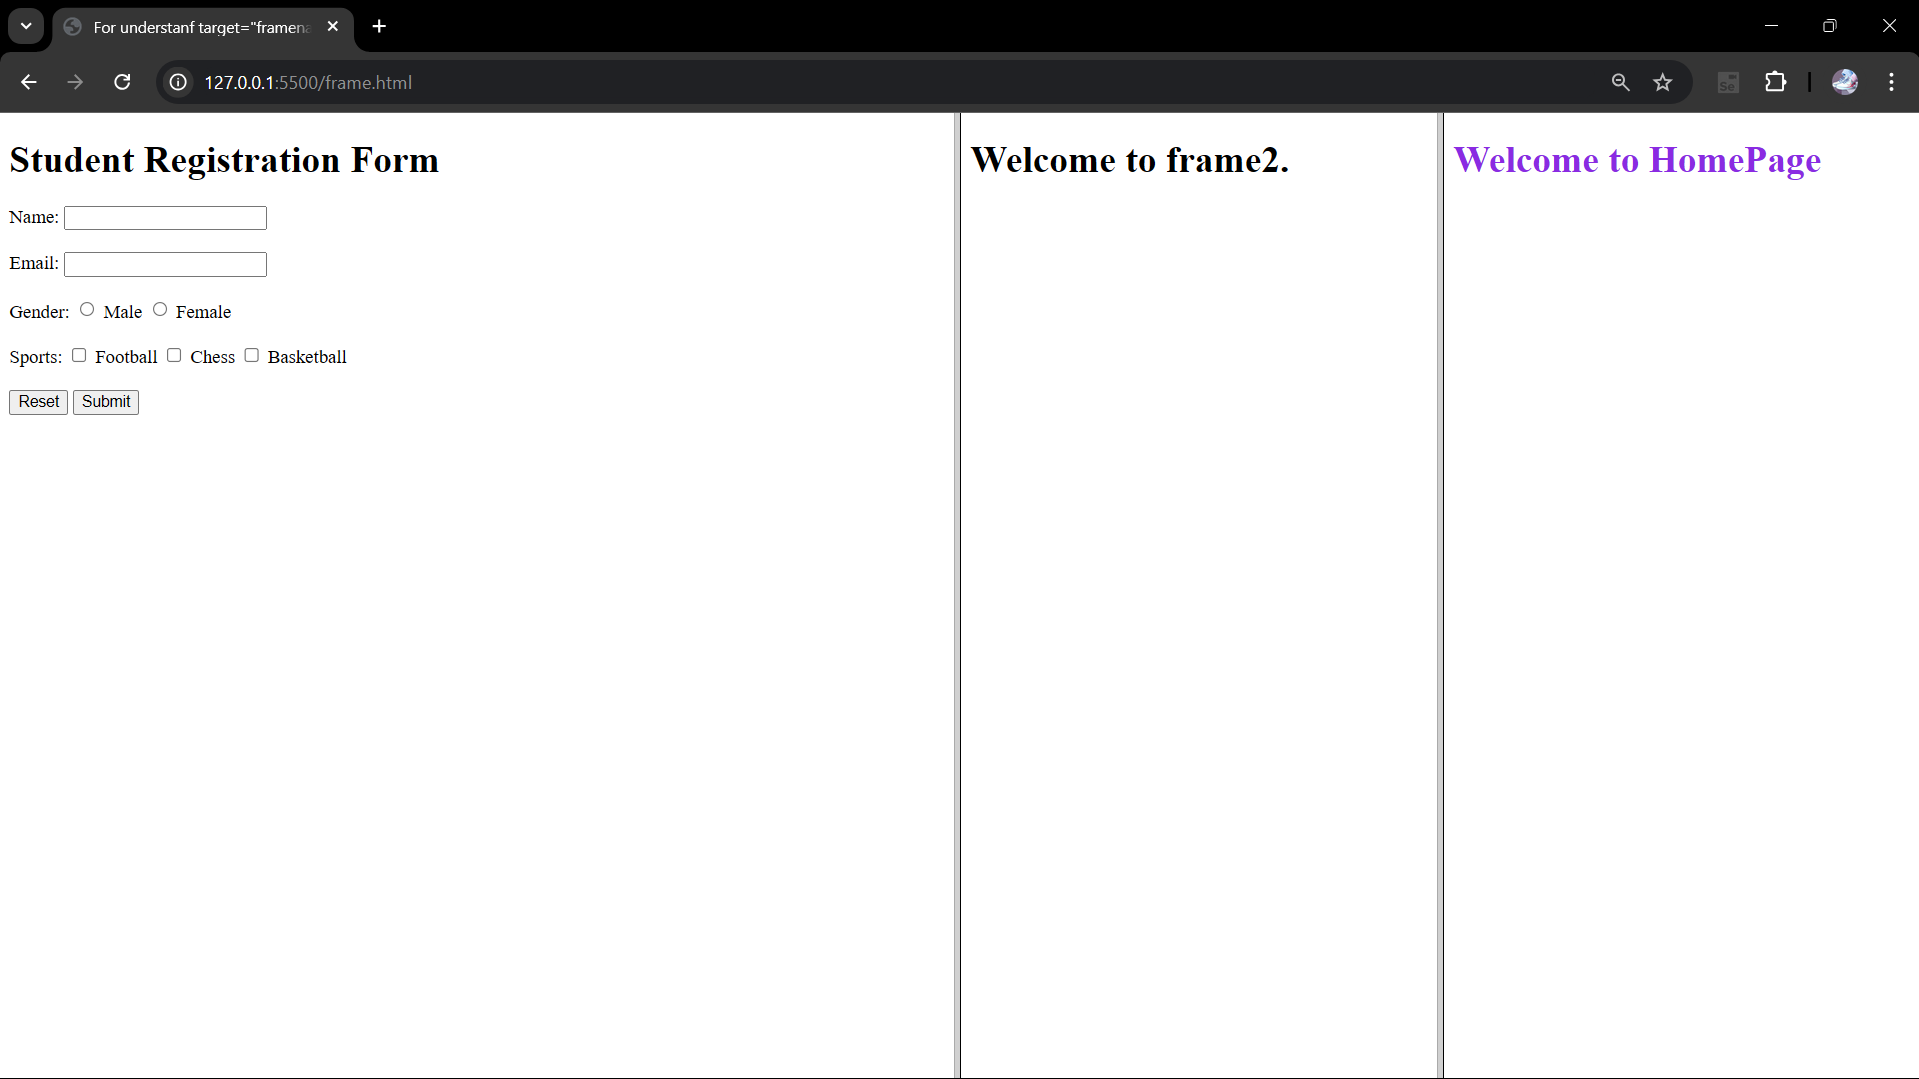 For understanf target="framena
127.0.0.1:5500/frame.html
Se
Student Registration Form
Name:
Email:
Gender: Male Female
Sports: Football Chess Basketball
Reset Submit
Welcome to frame2.
Welcome to HomePage